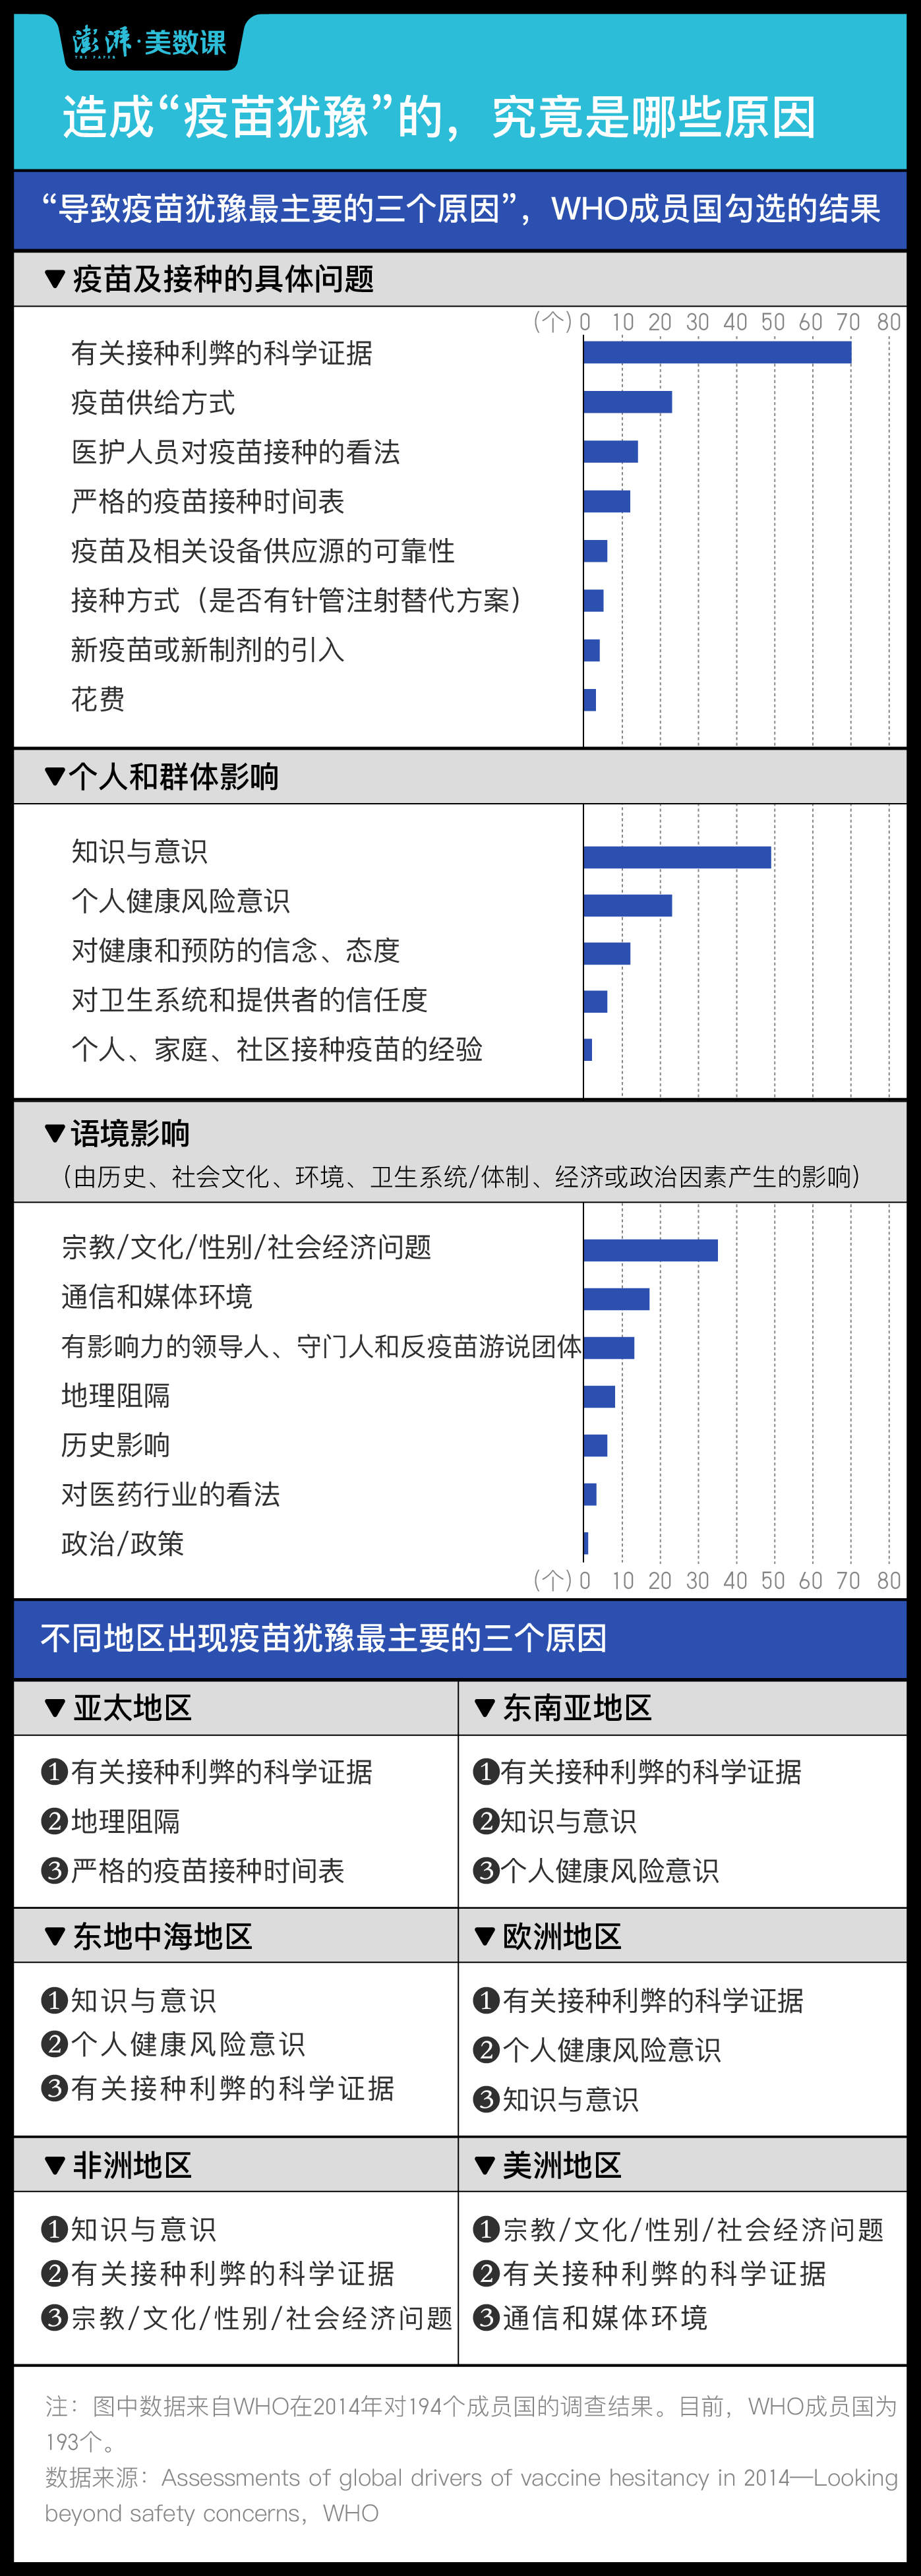 澎湃·美数课
THE PAPER
造成“疫苗犹豫”的，究竟是哪些原因
“导致疫苗犹豫最主要的三个原因”，WHO成员国勾选的结果
▼ 疫苗及接种的具体问题
(个) 0 10 20 30 40 50 60 70 80
有关接种利弊的科学证据
疫苗供给方式
医护人员对疫苗接种的看法
严格的疫苗接种时间表
疫苗及相关设备供应源的可靠性
接种方式（是否有针管注射替代方案）
新疫苗或新制剂的引入
花费
▼个人和群体影响
知识与意识
个人健康风险意识
对健康和预防的信念、态度
对卫生系统和提供者的信任度
个人、家庭、社区接种疫苗的经验
▼语境影响
（由历史、社会文化、环境、卫生系统/体制、经济或政治因素产生的影响）
宗教/文化/性别/社会经济问题
通信和媒体环境
有影响力的领导人、守门人和反疫苗游说团体
地理阻隔
历史影响
对医药行业的看法
政治/政策
(个) 0 10 20 30 40 50 60 70 80
不同地区出现疫苗犹豫最主要的三个原因
▼ 亚太地区
❶有关接种利弊的科学证据
❷地理阻隔
❸严格的疫苗接种时间表
▼ 东南亚地区
❶有关接种利弊的科学证据
❷知识与意识
❸个人健康风险意识
▼ 东地中海地区
❶知识与意识
❷个人健康风险意识
❸有关接种利弊的科学证据
▼ 欧洲地区
❶有关接种利弊的科学证据
❷个人健康风险意识
❸知识与意识
▼ 非洲地区
❶知识与意识
❷有关接种利弊的科学证据
❸宗教/文化/性别/社会经济问题
▼ 美洲地区
❶宗教/文化/性别/社会经济问题
❷有关接种利弊的科学证据
❸通信和媒体环境
注：图中数据来自WHO在2014年对194个成员国的调查结果。目前，WHO成员国为
193个。
数据来源：Assessments of global drivers of vaccine hesitancy in 2014—Looking
beyond safety concerns，WHO